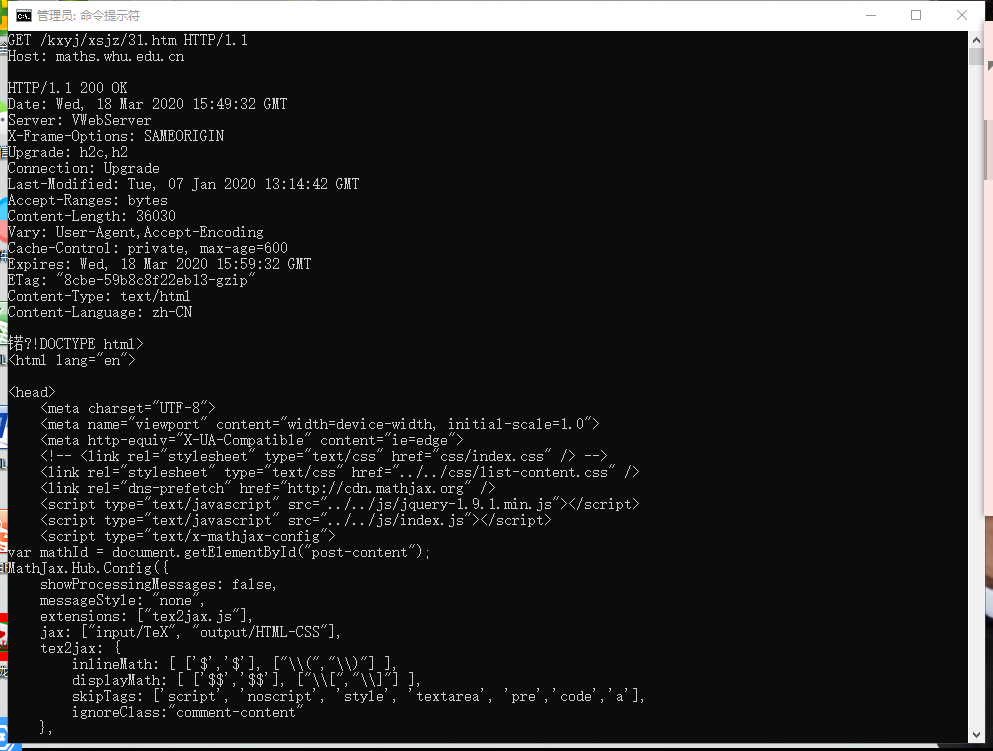 管理员: 命令提示符
GET /kxyj/xsjz/31.htm HTTP/1.1
Host: maths.whu.edu.cn
HTTP/1.1 200 OK
Date: Wed, 18 Mar 2020 15:49:32 GMT
Server: VWebServer
X-Frame-Options: SAMEORIGIN
Upgrade: h2c,h2
Connection: Upgrade
Last-Modified: Tue, 07 Jan 2020 13:14:42 GMT
Accept-Ranges: bytes
Content-Length: 36030
Vary: User-Agent,Accept-Encoding
Cache-Control: private, max-age=600
Expires: Wed, 18 Mar 2020 15:59:32 GMT
ETag: "8cbe-59b8c8f22eb13-gzip"
Content-Type: text/html
Content-Language: zh-CN
锘?!DOCTYPE html>
<html lang="en">
<head>
    <meta charset="UTF-8">
    <meta name="viewport" content="width=device-width, initial-scale=1.0">
    <meta http-equiv="X-UA-Compatible" content="ie=edge">
    <!-- <link rel="stylesheet" type="text/css" href="css/index.css" /> -->
    <link rel="stylesheet" type="text/css" href="../../css/list-content.css" />
    <link rel="dns-prefetch" href="http://cdn.mathjax.org" />
    <script type="text/javascript" src="../../js/jquery-1.9.1.min.js"></script>
    <script type="text/javascript" src="../../js/index.js"></script>
    <script type="text/x-mathjax-config">
var mathId = document.getElementById("post-content");
MathJax.Hub.Config({
    showProcessingMessages: false,
    messageStyle: "none",
    extensions: ["tex2jax.js"],
    jax: ["input/TeX", "output/HTML-CSS"],
    tex2jax: {
        inlineMath: [ ['$','$'], ["\\(","\\)"] ],
        displayMath: [ ['$$','$$'], ["\\[","\\]"] ],
        skipTags: ['script', 'noscript', 'style', 'textarea', 'pre','code','a'],
        ignoreClass:"comment-content"
    },